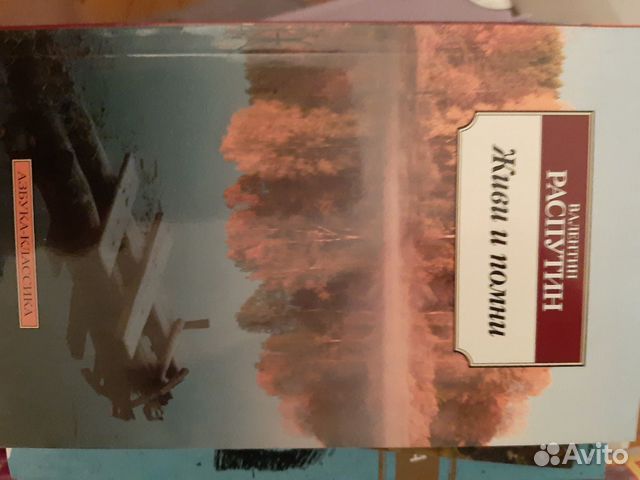 ВАЛЕНТИН
РАСПУТИН
Живи и помни
АЗБУКА-КЛАССИКА
Avito